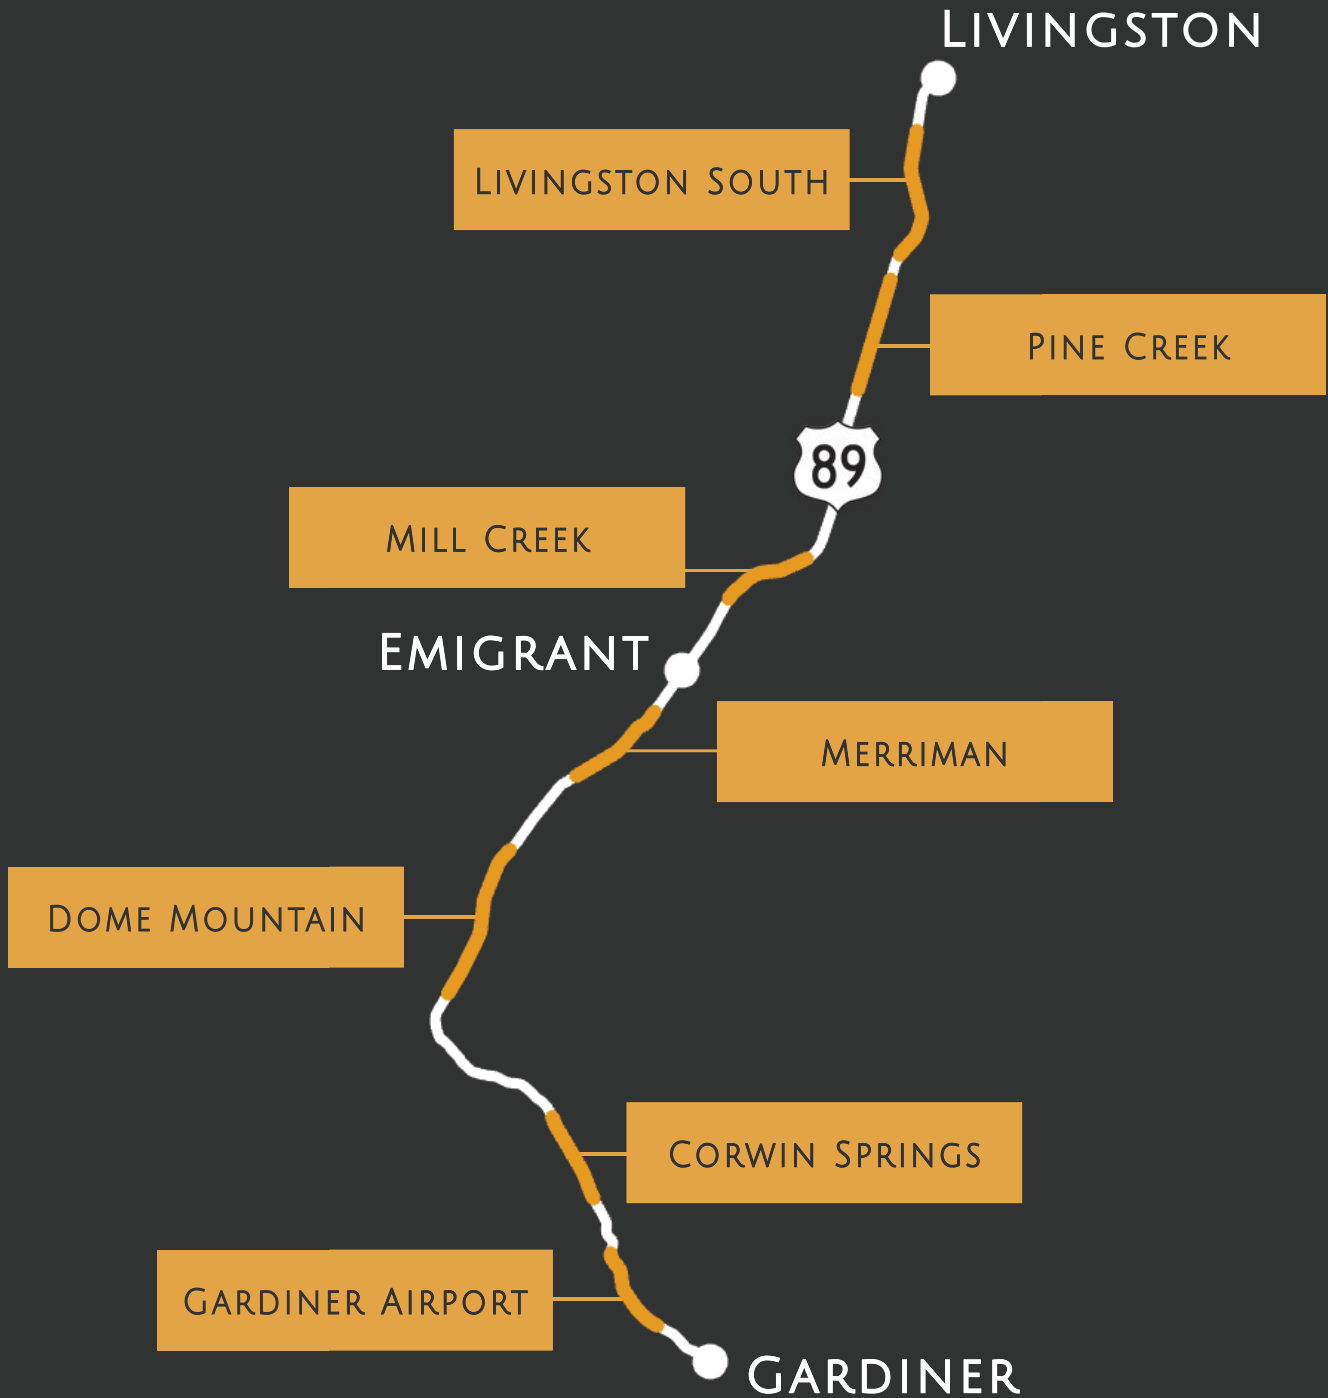 Livingston
Livingston South
Pine Creek
89
Mill Creek
Emigrant
Merriman
Dome Mountain
Corwin Springs
Gardiner Airport
Gardiner